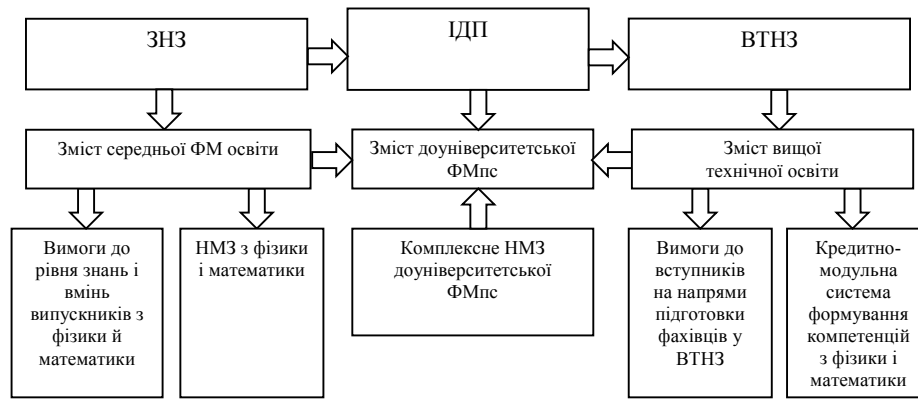 ЗНЗ
ІДП
ВТНЗ
Зміст середньої ФМ освіти
Зміст доуніверситетської
ФМпс
Зміст вищої
технічної освіти
Вимоги до
рівня знань і
вмінь
випускників з
фізики й
математики
НМЗ з фізики
і математики
Комплексне НМЗ
доуніверситетської
ФМпс
Вимоги до
вступників
на напрями
підготовки
фахівців у
ВТНЗ
Кредитно-
модульна
система
формування
компетенцій
з фізики і
математики